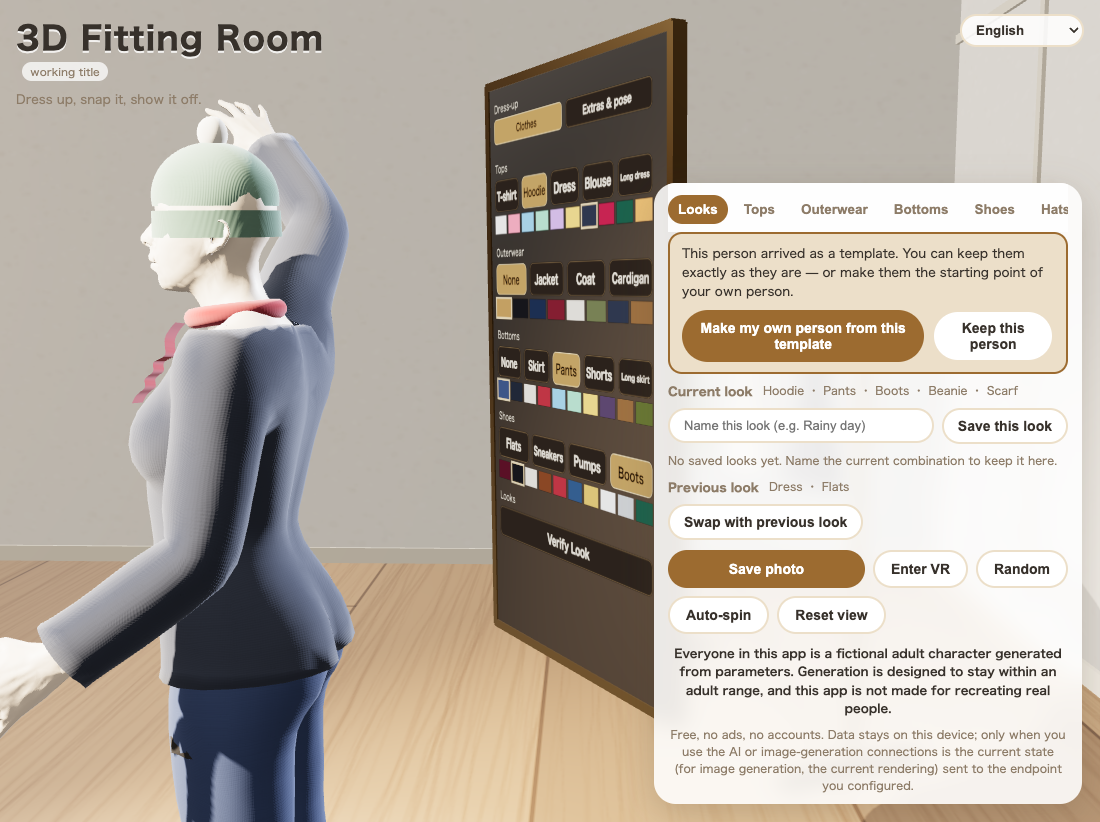 3D Fitting Room
working title
Dress up, snap it, show it off.
English
Dress-up
Clothes
Extras & pose
Tops
T-shirt
Hoodie
Dress
Blouse
Long dress
Outerwear
None
Jacket
Coat
Cardigan
Bottoms
None
Skirt
Pants
Shorts
Long skirt
Shoes
Flats
Sneakers
Pumps
Boots
Looks
Verify Look
Looks Tops Outerwear Bottoms Shoes Hats
This person arrived as a template. You can keep them
exactly as they are — or make them the starting point of
your own person.
Make my own person from this
template
Keep this
person
Current look Hoodie · Pants · Boots · Beanie · Scarf
Name this look (e.g. Rainy day)
Save this look
No saved looks yet. Name the current combination to keep it here.
Previous look Dress · Flats
Swap with previous look
Save photo
Enter VR
Random
Auto-spin
Reset view
Everyone in this app is a fictional adult character generated
from parameters. Generation is designed to stay within an
adult range, and this app is not made for recreating real
people.
Free, no ads, no accounts. Data stays on this device; only when you
use the AI or image-generation connections is the current state
(for image generation, the current rendering) sent to the endpoint
you configured.